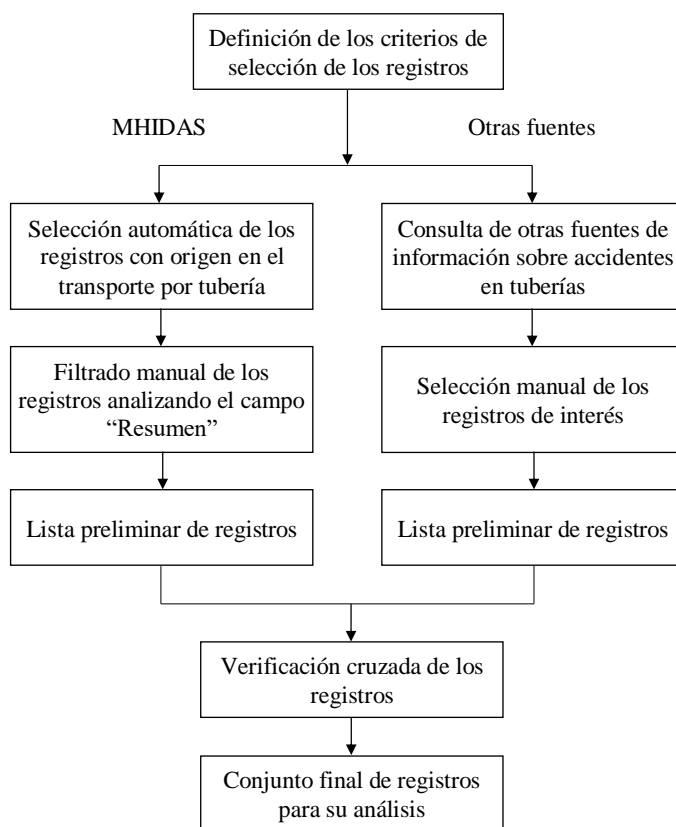 Definición de los criterios de
selección de los registros
MHIDAS
Otras fuentes
Selección automática de los
registros con origen en el
transporte por tubería
Consulta de otras fuentes de
información sobre accidentes
en tuberías
Filtrado manual de los
registros analizando el campo
“Resumen”
Selección manual de los
registros de interés
Lista preliminar de registros
Lista preliminar de registros
Verificación cruzada de los
registros
Conjunto final de registros
para su análisis